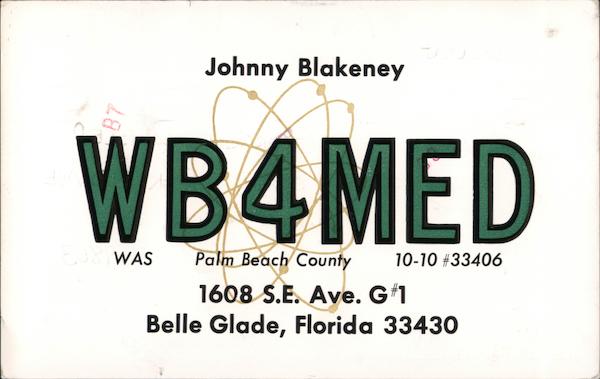 Johnny Blakeney
WB4MED
WAS Palm Beach County 10-10 #33406
1608 S.E. Ave. G#1
Belle Glade, Florida 33430